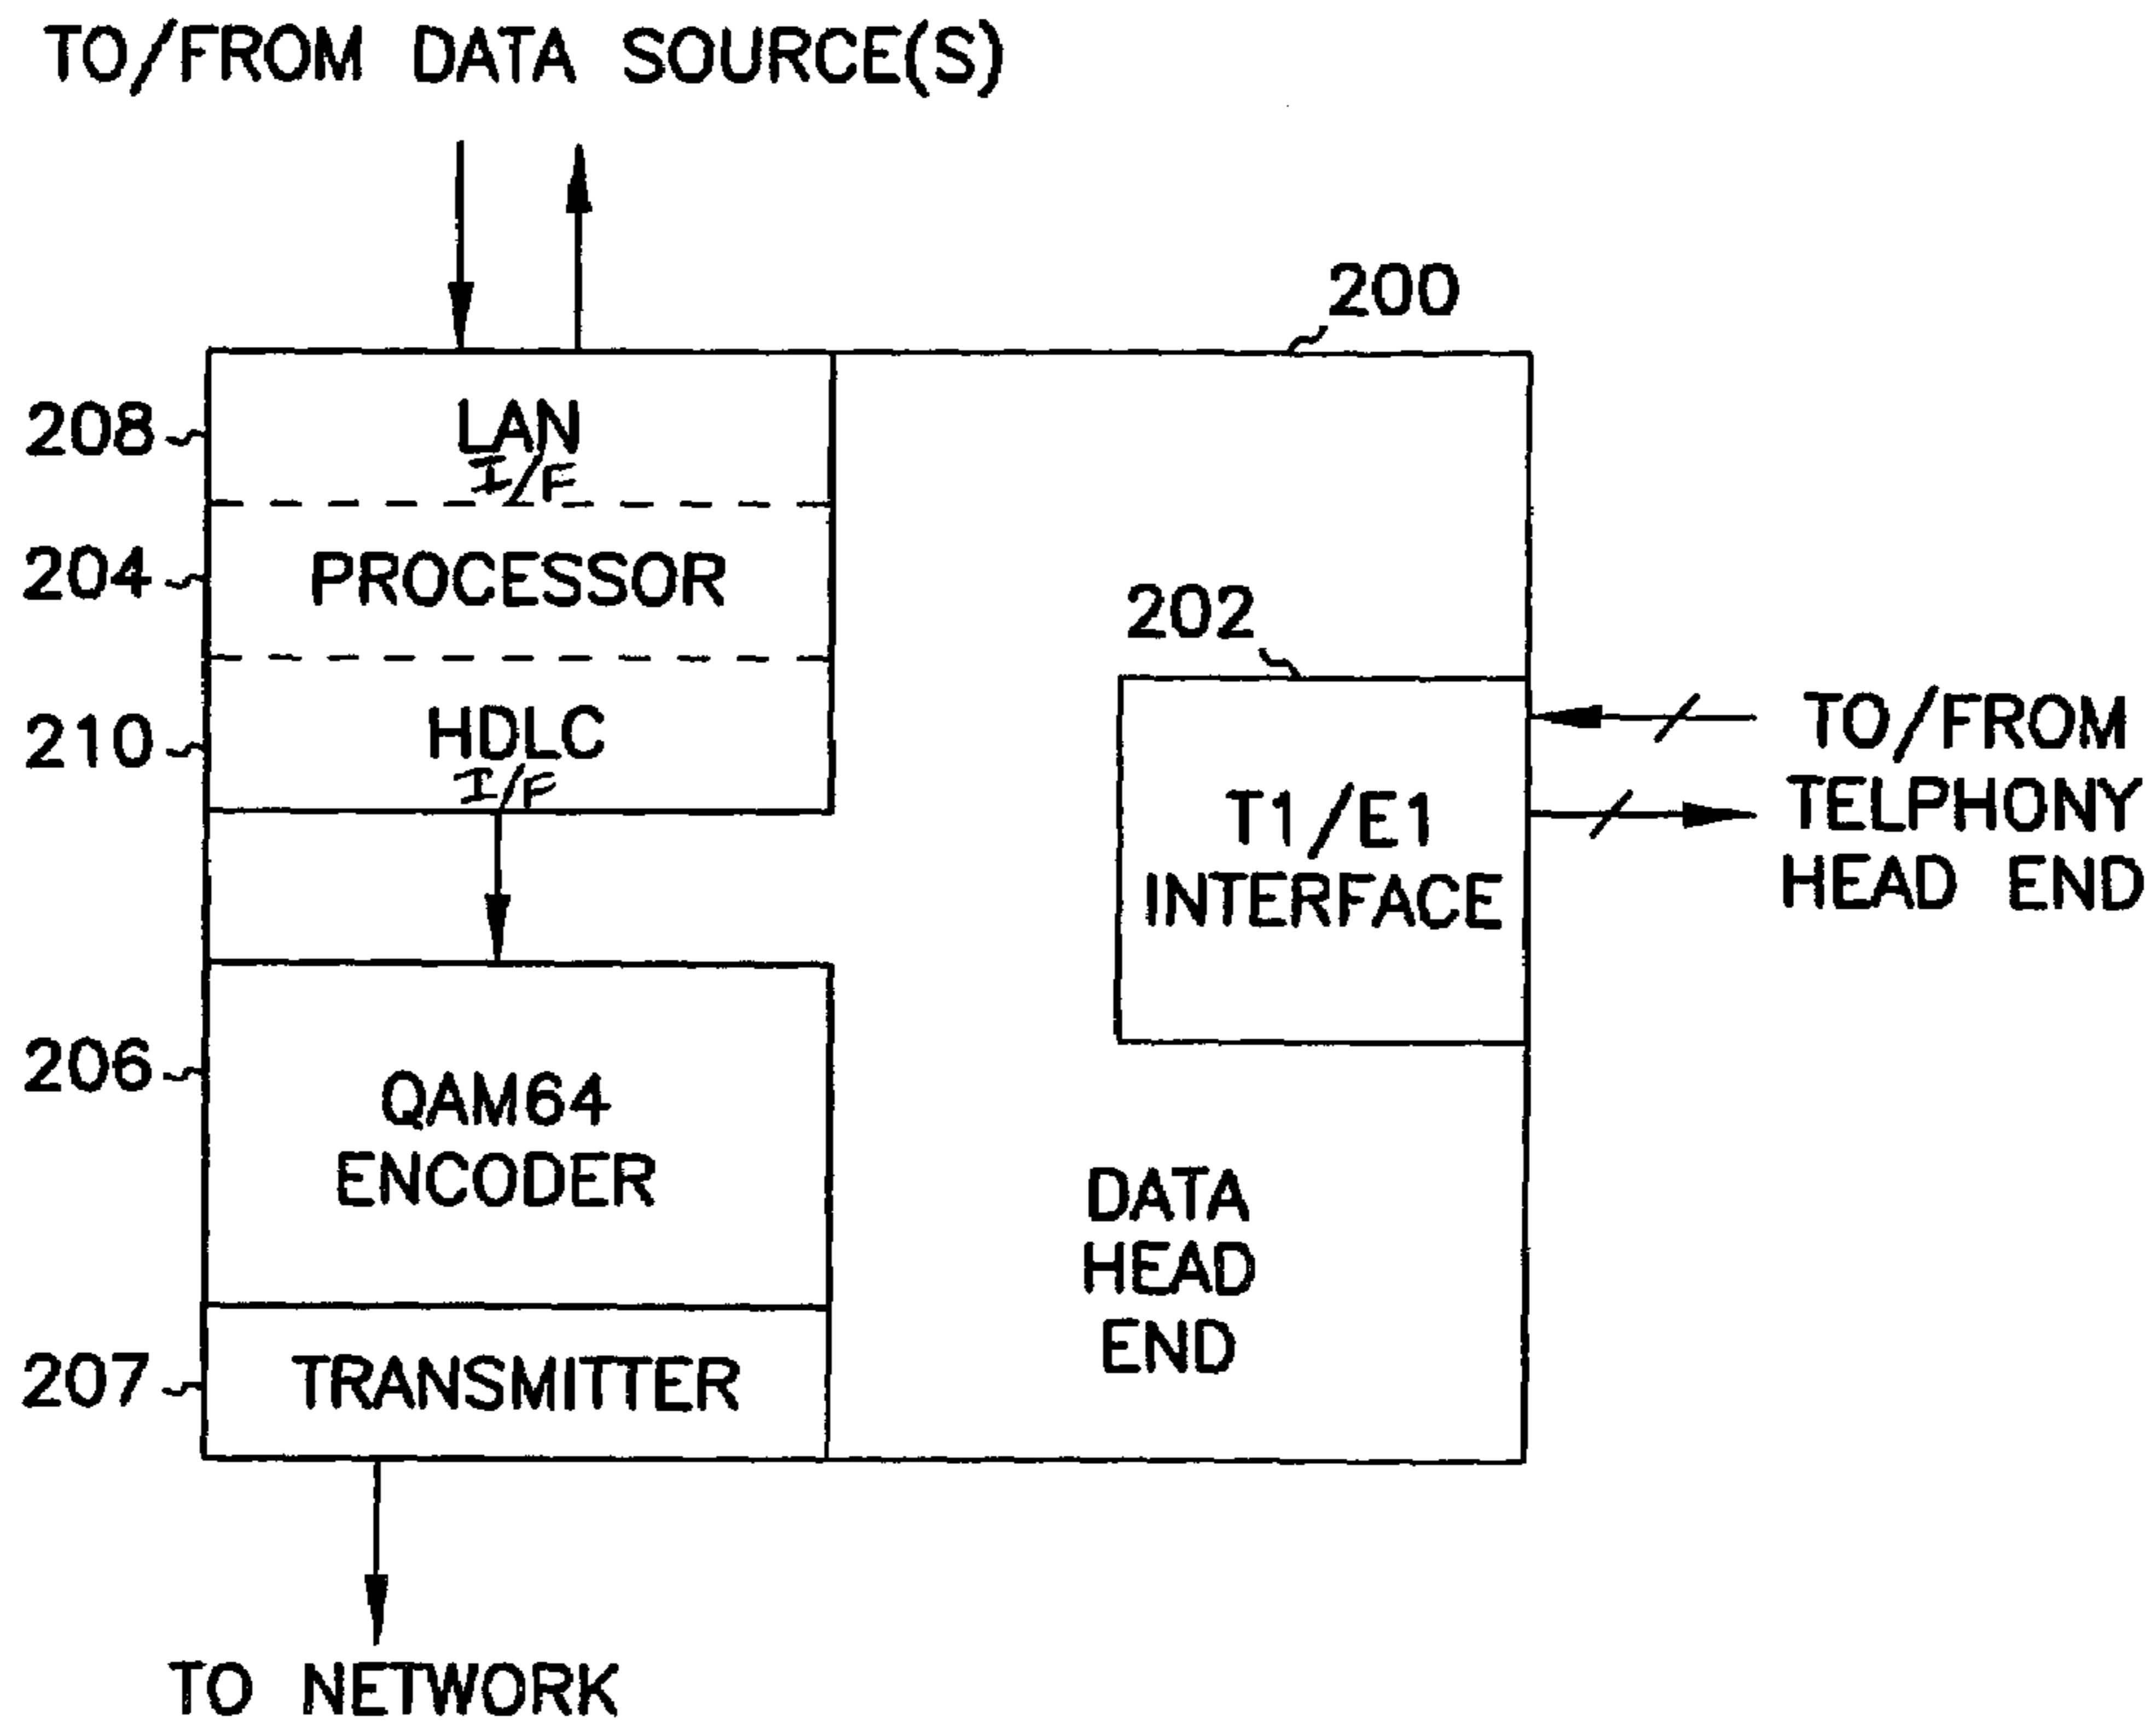 TO/FROM DATA SOURCE(S)
200
208
LAN
I/F
204
PROCESSOR
202
210
HDLC
I/F
TO/FROM
TELPHONY
HEAD END
T1/E1
INTERFACE
206
QAM64
ENCODER
DATA
HEAD
END
207
TRANSMITTER
TO NETWORK